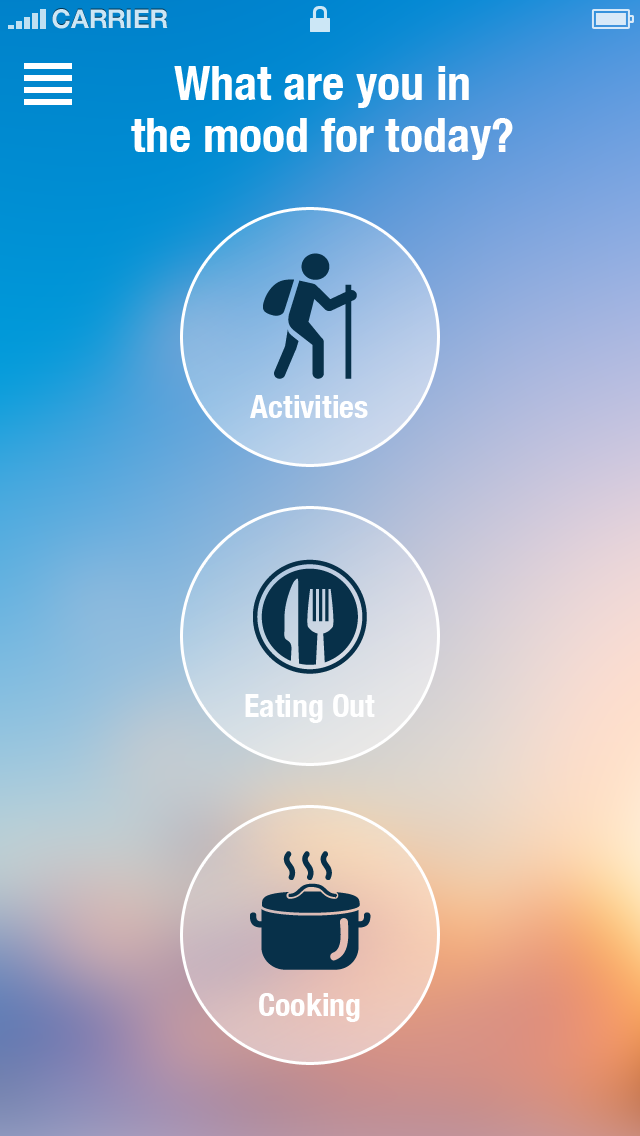 CARRIER
What are you in
the mood for today?
Activities
Eating Out
Cooking